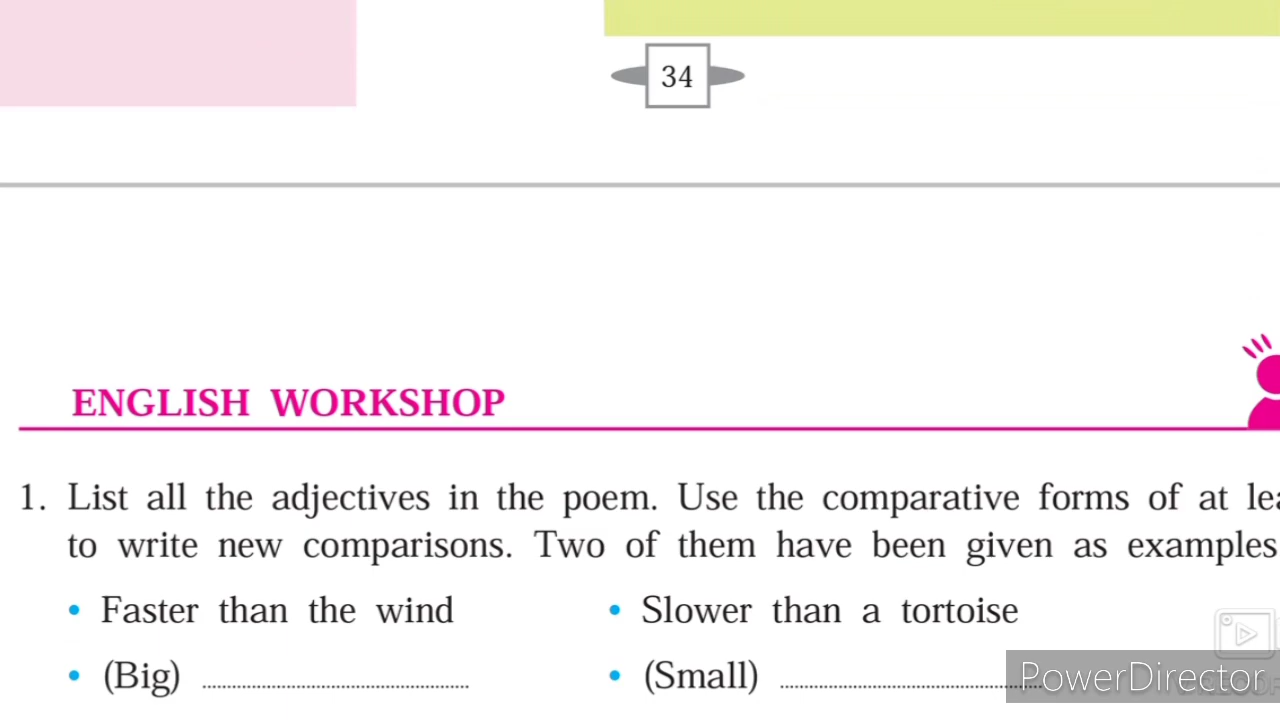 34
ENGLISH WORKSHOP
1. List all the adjectives in the poem. Use the comparative forms of at
to write new comparisons. Two of them have been given as examples
• Faster than the wind • Slower than a tortoise
• (Big) • (Small)
PowerDirector